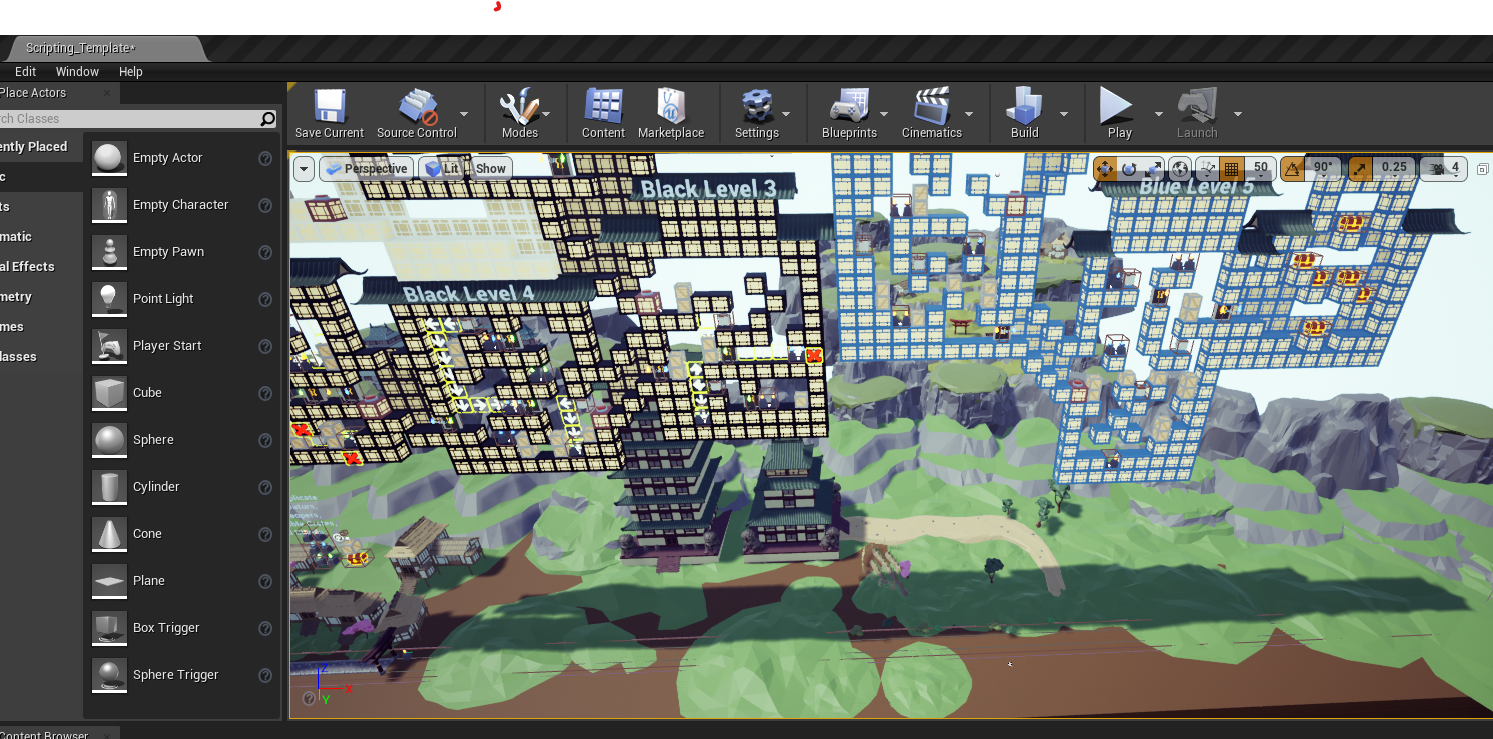 Scripting_Template*
Edit Window Help
Place Actors
rch Classes
ently Placed
c
ts
matic
al Effects
metry
mes
lasses
Empty Actor
Empty Character
Empty Pawn
Point Light
Player Start
Cube
Sphere
Cylinder
Cone
Plane
Box Trigger
Sphere Trigger
Save Current Source Control Modes Content Marketplace Settings Blueprints Cinematics Build Play Launch
Perspective Lit Show 50 90° 0.25 4
Black Level 3
Blue Level 5
Black Level 4
Z
X
Y
Content Browser